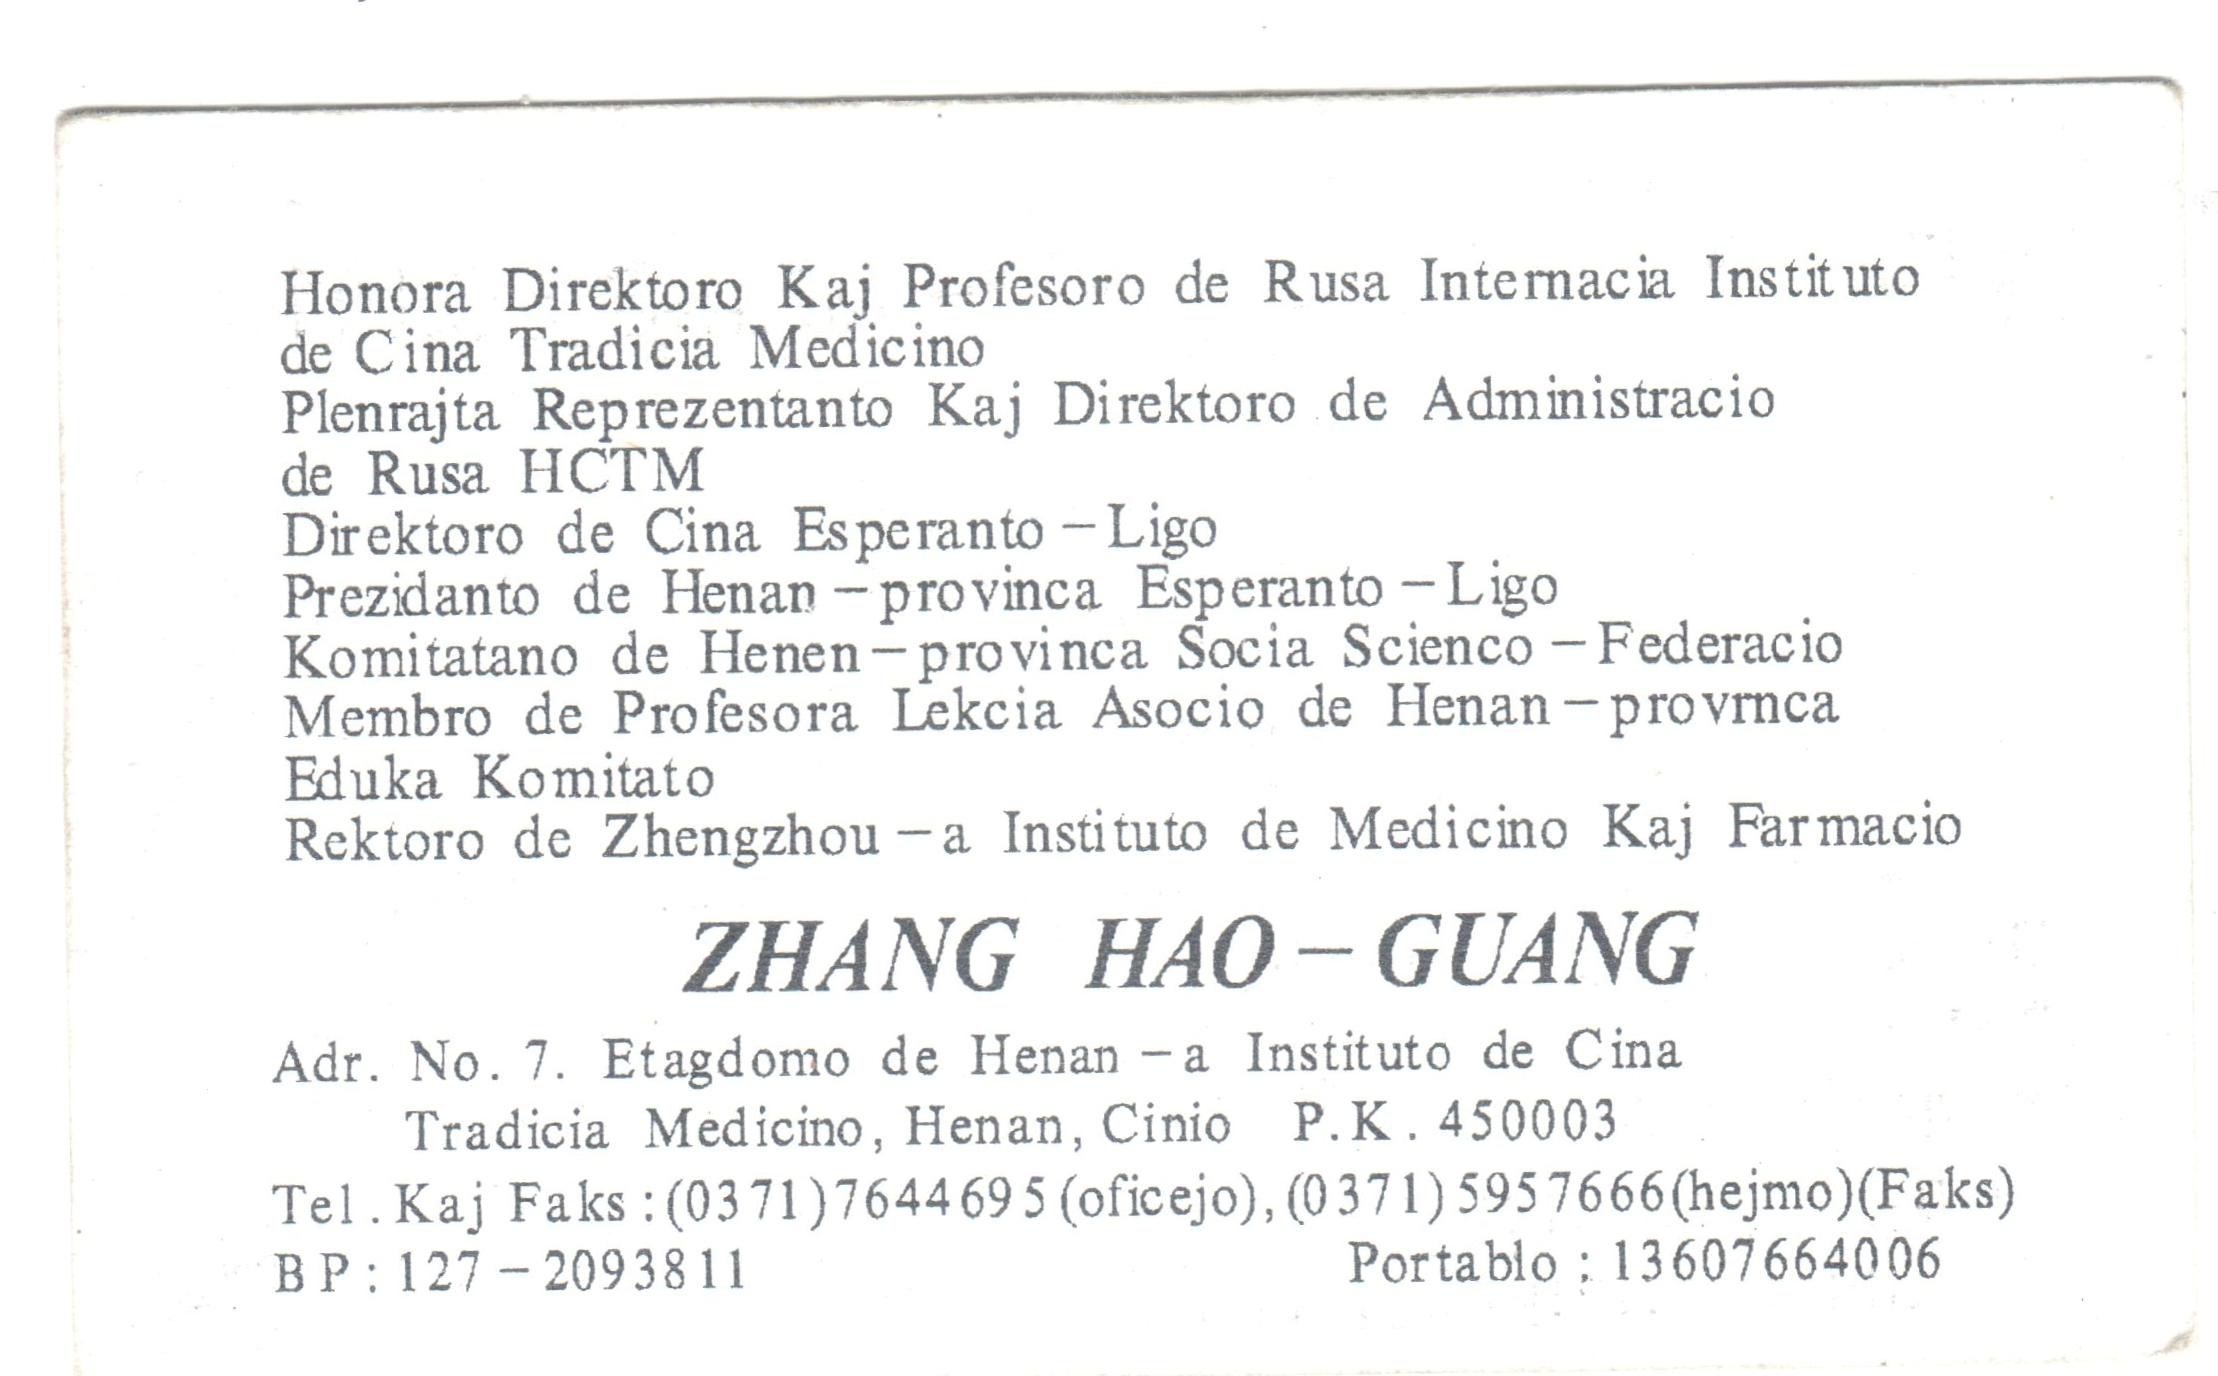 Honora Direktoro Kaj Profesoro de Rusa Internacia Instituto
de Cina Tradicia Medicino
Plenrajta Reprezentanto Kaj Direktoro de Administracio
de Rusa HCTM
Direktoro de Cina Esperanto-Ligo
Prezidanto de Henan-provinca Esperanto-Ligo
Komitatano de Henen-provinca Socia Scienco-Federacio
Membro de Profesora Lekcia Asocio de Henan-provrnca
Eduka Komitato
Rektoro de Zhengzhou-a Instituto de Medicino Kaj Farmacio
ZHANG HAO-GUANG
Adr. No. 7. Etagdomo de Henan-a Instituto de Cina
Tradicia Medicino, Henan, Cinio P.K. 450003
Tel. Kaj Faks:(0371)7644695(oficejo),(0371)5957666(hejmo)(Faks)
BP:127-2093811 Portablo: 13607664006